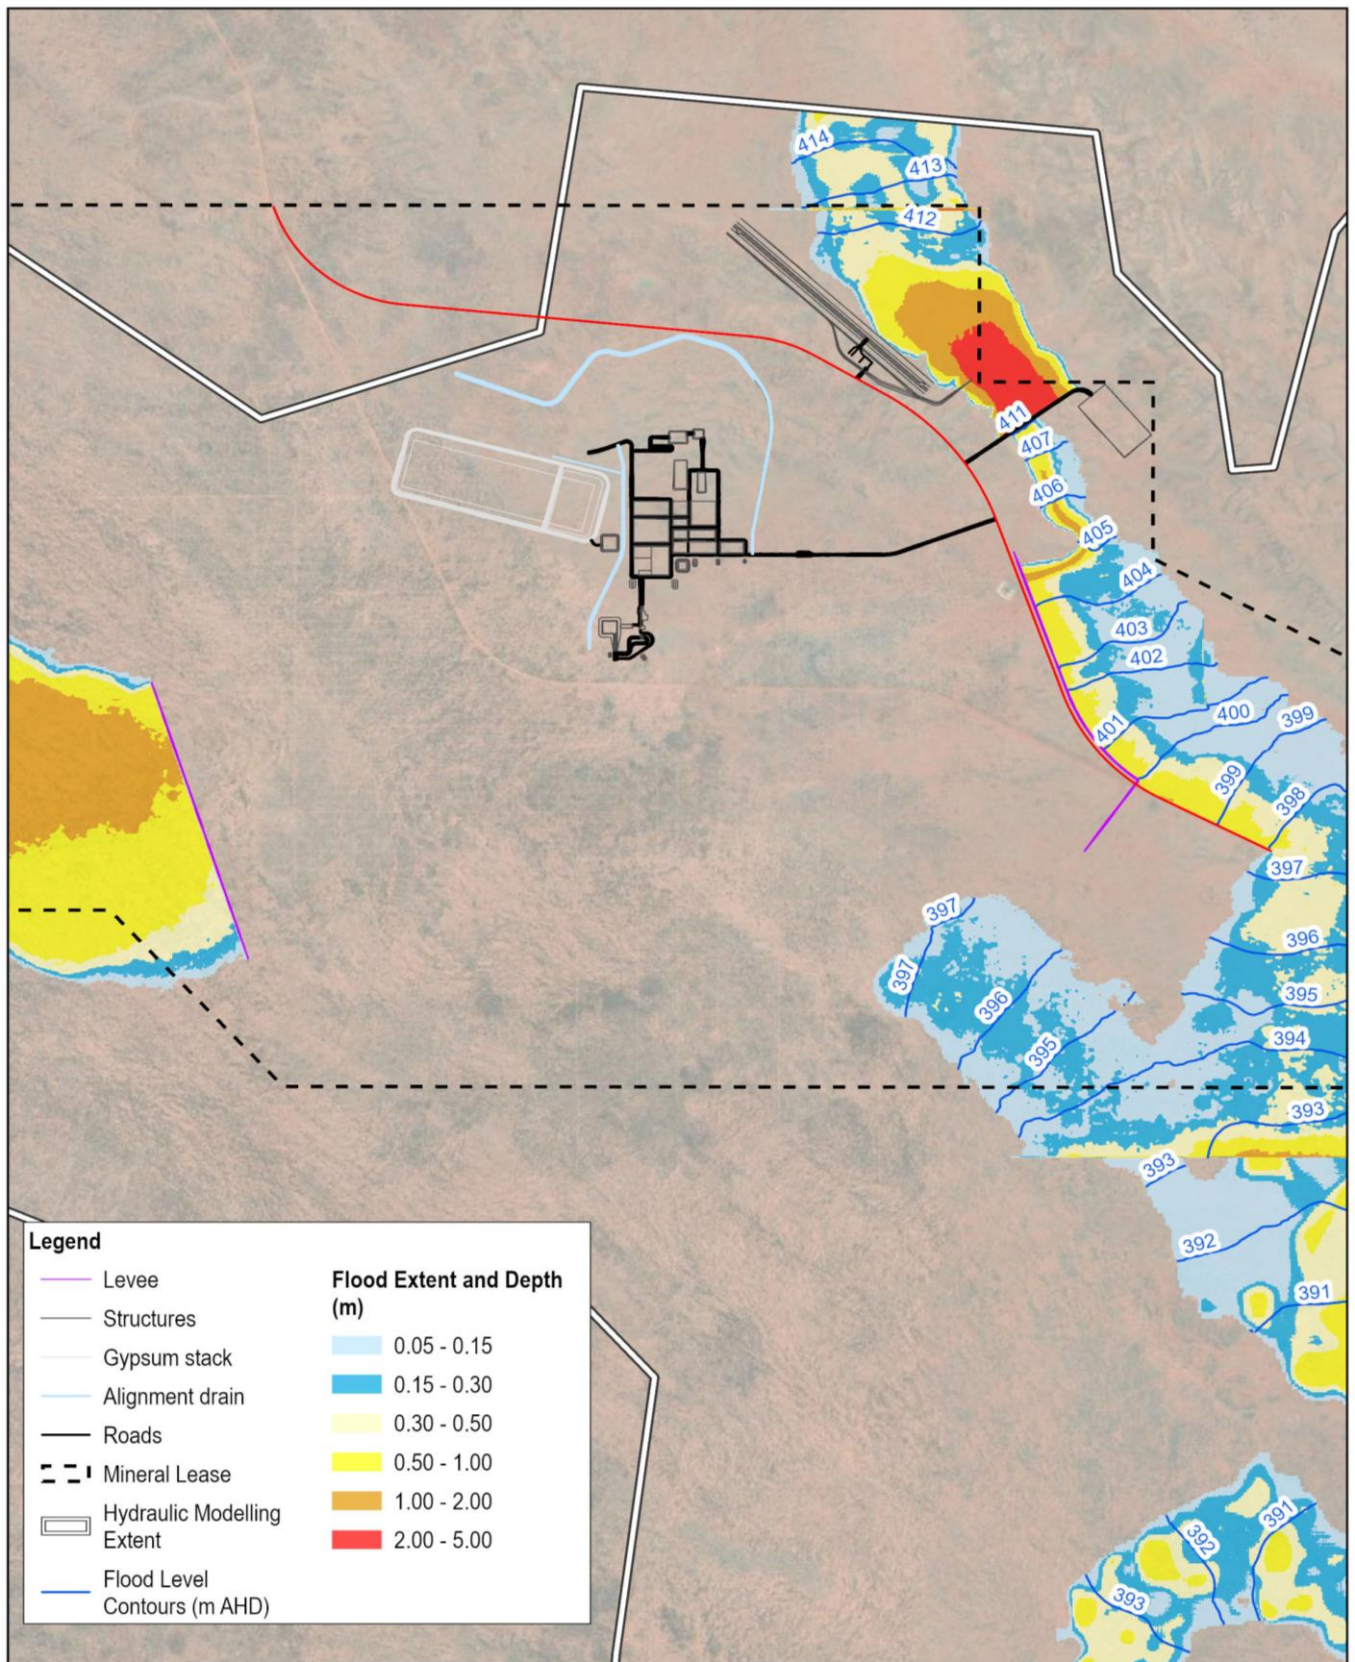 414
413
412
411
407
406
405
404
403
402
401
400
399
399
398
397
397
396
397
396
395
395
394
393
393
392
391
391
392
393
Legend
Levee
Structures
Gypsum stack
Alignment drain
Roads
Mineral Lease
Hydraulic Modelling
Extent
Flood Level
Contours (m AHD)
Flood Extent and Depth
(m)
0.05 - 0.15
0.15 - 0.30
0.30 - 0.50
0.50 - 1.00
1.00 - 2.00
2.00 - 5.00